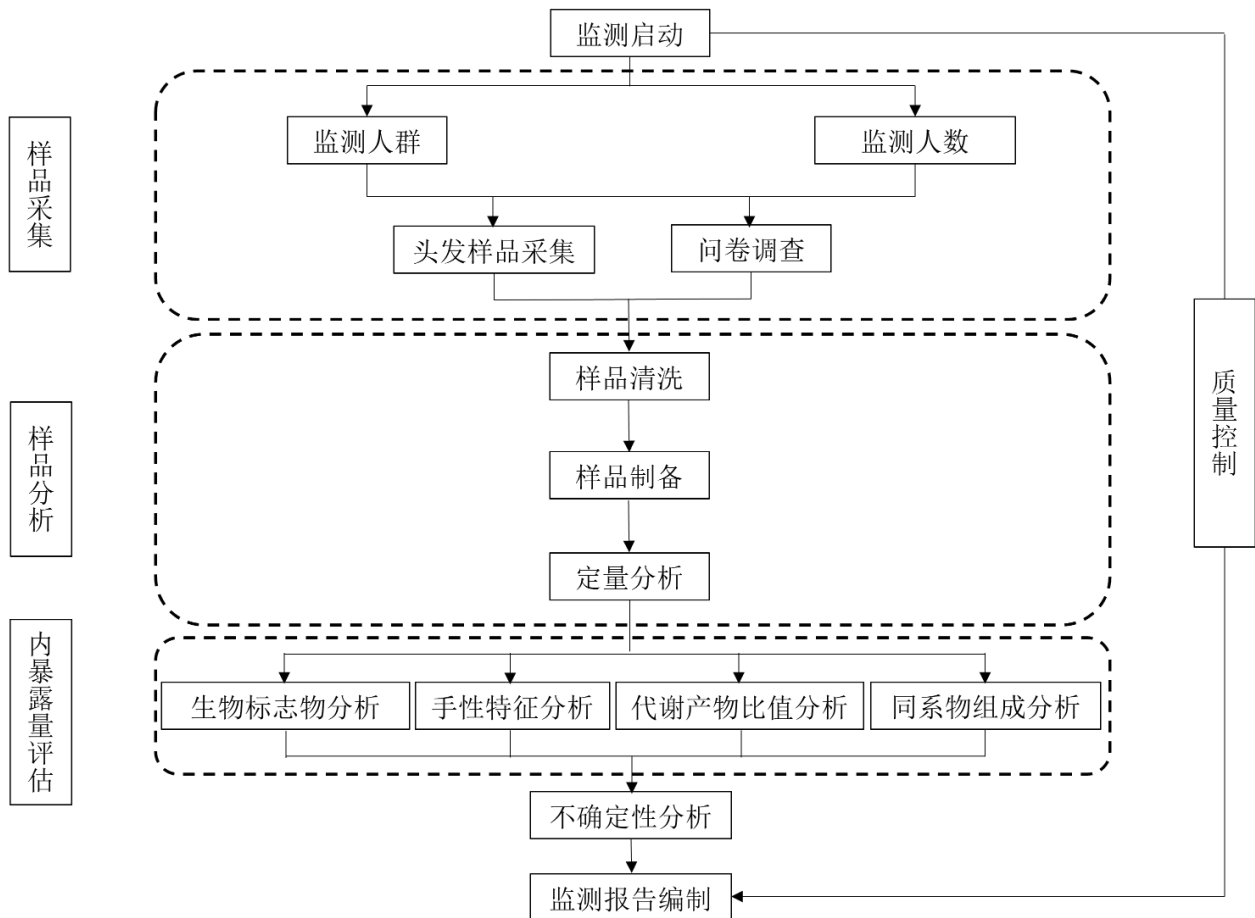 监测启动
样品采集
监测人群
监测人数
头发样品采集
问卷调查
样品分析
样品清洗
样品制备
定量分析
质量控制
内暴露量评估
生物标志物分析
手性特征分析
代谢产物比值分析
同系物组成分析
不确定性分析
监测报告编制